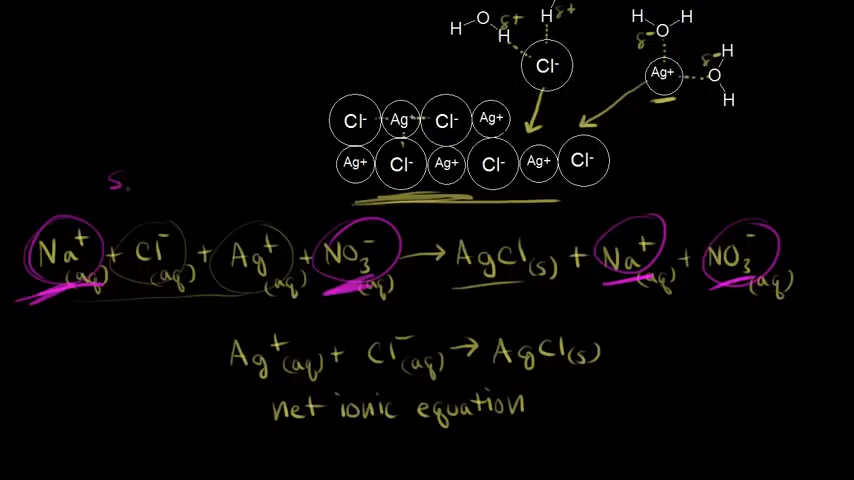 H O H δ+ H δ+
H O H
Cl- Ag+ δ- δ- O H
H
Cl- Ag+ Cl- Ag+
Ag+ Cl- Ag+ Cl- Ag+ Cl-
S.
Na+(aq) + Cl-(aq) + Ag+(aq) + NO3-(aq) → AgCl(s) + Na+(aq) + NO3-(aq)
Ag+(aq) + Cl-(aq) → AgCl(s)
net ionic equation